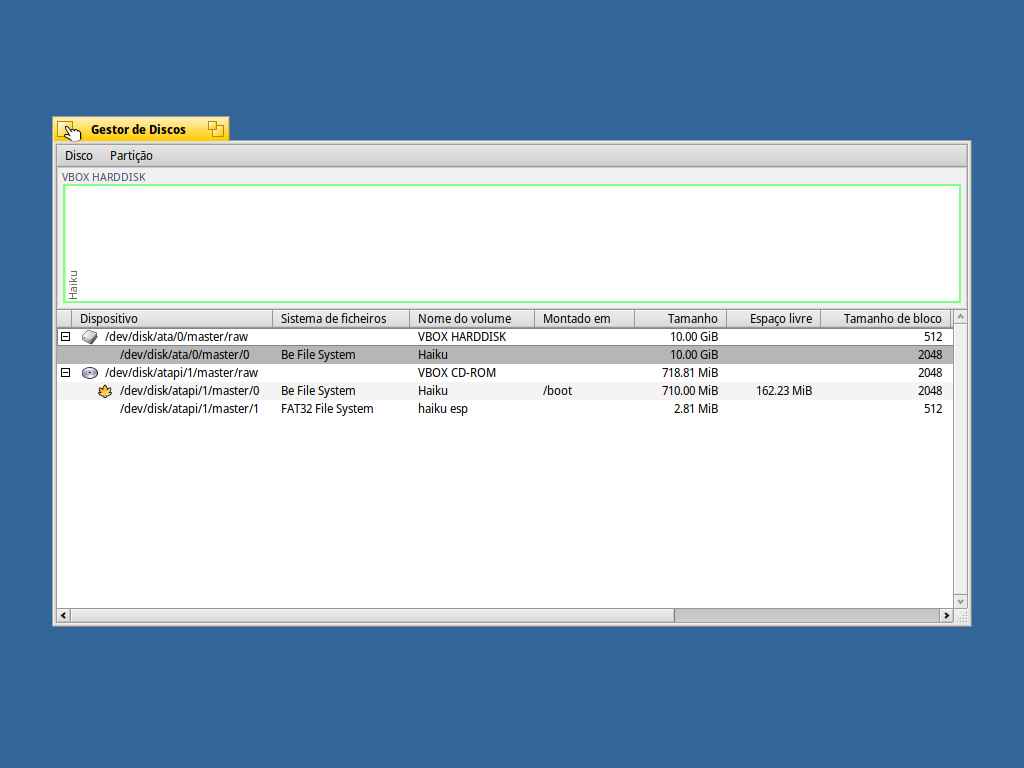 Gestor de Discos
Disco Partição
VBOX HARDDISK
Haiku
Dispositivo Sistema de ficheiros Nome do volume Montado em Tamanho Espaço livre Tamanho de bloco
/dev/disk/ata/0/master/raw VBOX HARDDISK 10.00 GiB 512
/dev/disk/ata/0/master/0 Be File System Haiku 10.00 GiB 2048
/dev/disk/atapi/1/master/raw VBOX CD-ROM 718.81 MiB 2048
/dev/disk/atapi/1/master/0 Be File System Haiku /boot 710.00 MiB 162.23 MiB 2048
/dev/disk/atapi/1/master/1 FAT32 File System haiku esp 2.81 MiB 512